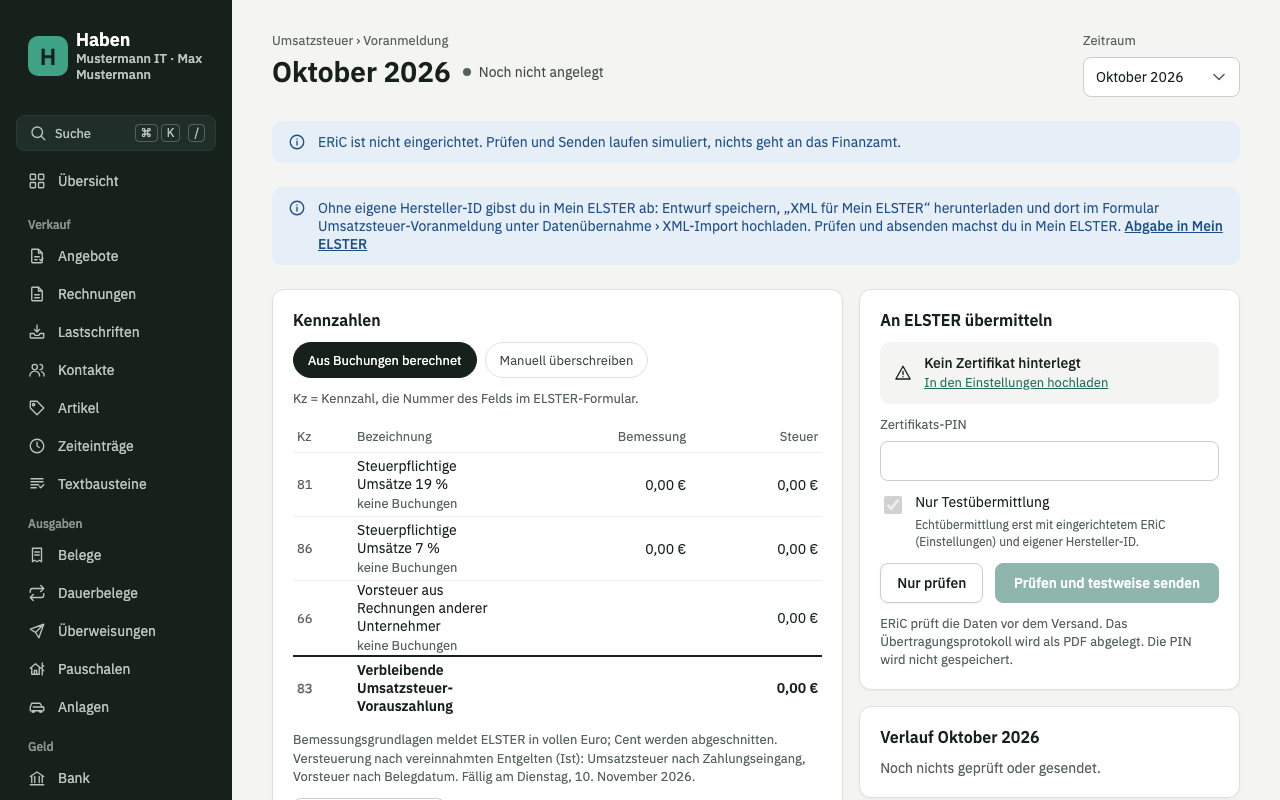 H
Haben
Mustermann IT · Max
Mustermann
Suche
⌘ K /
Übersicht
Verkauf
Angebote
Rechnungen
Lastschriften
Kontakte
Artikel
Zeiteinträge
Textbausteine
Ausgaben
Belege
Dauerbelege
Überweisungen
Pauschalen
Anlagen
Geld
Bank
Umsatzsteuer › Voranmeldung
Oktober 2026
Noch nicht angelegt
Zeitraum
Oktober 2026
ERiC ist nicht eingerichtet. Prüfen und Senden laufen simuliert, nichts geht an das Finanzamt.
Ohne eigene Hersteller-ID gibst du in Mein ELSTER ab: Entwurf speichern, „XML für Mein ELSTER“ herunterladen und dort im Formular
Umsatzsteuer-Voranmeldung unter Datenübernahme › XML-Import hochladen. Prüfen und absenden machst du in Mein ELSTER. Abgabe in Mein
ELSTER
Kennzahlen
Aus Buchungen berechnet
Manuell überschreiben
Kz = Kennzahl, die Nummer des Felds im ELSTER-Formular.
Kz Bezeichnung Bemessung Steuer
Steuerpflichtige
81 Umsätze 19 % 0,00 € 0,00 €
keine Buchungen
Steuerpflichtige
86 Umsätze 7 % 0,00 € 0,00 €
keine Buchungen
Vorsteuer aus
Rechnungen anderer
66 Unternehmer 0,00 €
keine Buchungen
Verbleibende
83 Umsatzsteuer- 0,00 €
Vorauszahlung
Bemessungsgrundlagen meldet ELSTER in vollen Euro; Cent werden abgeschnitten.
Versteuerung nach vereinnahmten Entgelten (Ist): Umsatzsteuer nach Zahlungseingang,
Vorsteuer nach Belegdatum. Fällig am Dienstag, 10. November 2026.
An ELSTER übermitteln
Kein Zertifikat hinterlegt
In den Einstellungen hochladen
Zertifikats-PIN
Nur Testübermittlung
Echtübermittlung erst mit eingerichtetem ERiC
(Einstellungen) und eigener Hersteller-ID.
Nur prüfen
Prüfen und testweise senden
ERiC prüft die Daten vor dem Versand. Das
Übertragungsprotokoll wird als PDF abgelegt. Die PIN
wird nicht gespeichert.
Verlauf Oktober 2026
Noch nichts geprüft oder gesendet.